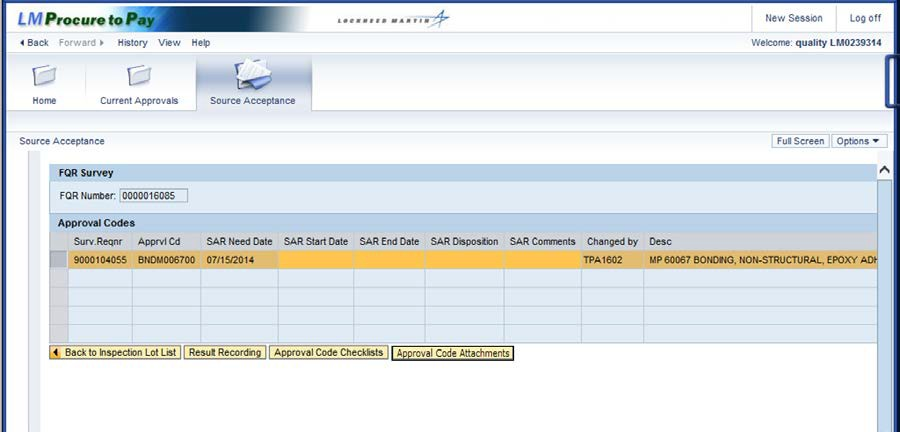 LM Procure to Pay LOCKHEED MARTIN New Session Log off
Back Forward History View Help Welcome: quality LM0239314
Home Current Approvals Source Acceptance
Source Acceptance Full Screen Options
FQR Survey
FQR Number: 0000016085
Approval Codes
Surv.Reqnr Apprvl Cd SAR Need Date SAR Start Date SAR End Date SAR Disposition SAR Comments Changed by Desc
9000104055 BNDM006700 07/15/2014 TPA1602 MP 60067 BONDING, NON-STRUCTURAL, EPOXY ADH
Back to Inspection Lot List Result Recording Approval Code Checklists Approval Code Attachments